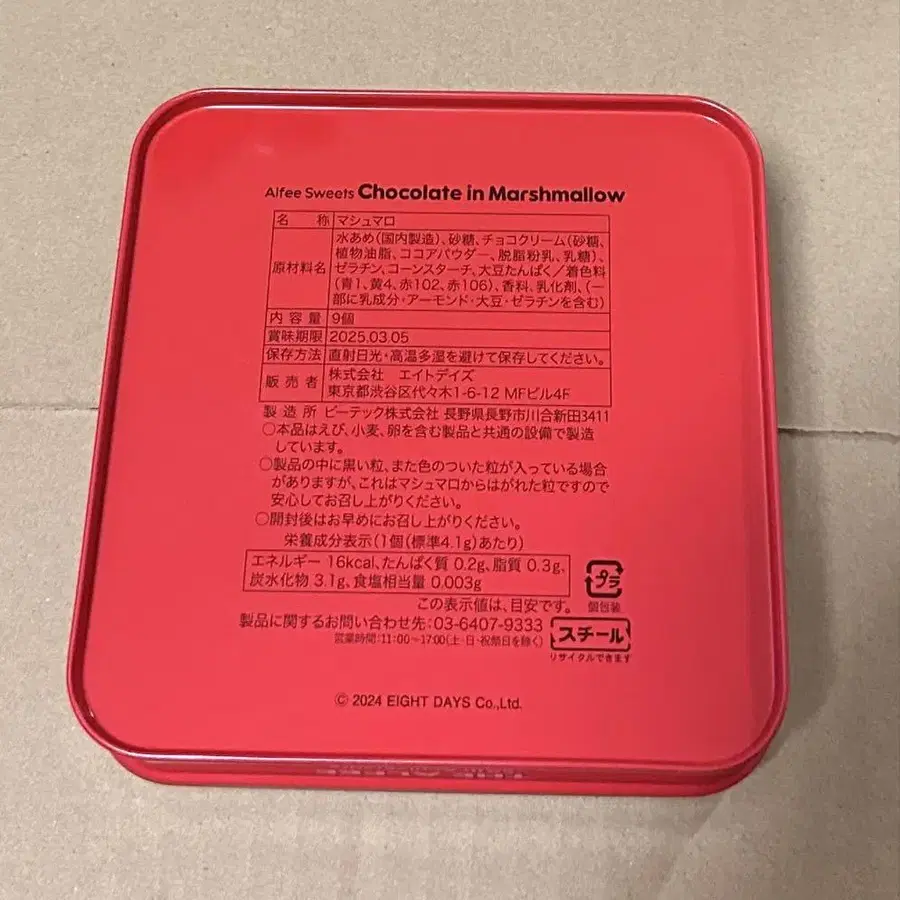 Alfee Sweets Chocolate in Marshmallow
名称 マシュマロ
原材料名 水あめ(国内製造)、砂糖、チョコクリーム(砂糖、
植物油脂、ココアパウダー、脱脂粉乳、乳糖)、
ゼラチン、コーンスターチ、大豆たんぱく/着色料
(青1、黄4、赤102、赤106)、香料、乳化剤、(一
部に乳成分・アーモンド・大豆・ゼラチンを含む)
内容量 9個
賞味期限 2025.03.05
保存方法 直射日光・高温多湿を避けて保存してください。
販売者 株式会社 エイトデイズ
東京都渋谷区代々木1-6-12 MFビル4F
製造所 ビーテック株式会社 長野県長野市川合新田3411
○本品はえび、小麦、卵を含む製品と共通の設備で製造
しています。
○製品の中に黒い粒、また色のついた粒が入っている場合
がありますが、これはマシュマロからはがれた粒ですので
安心してお召し上がりください。
○開封後はお早めにお召し上がりください。
栄養成分表示(1個(標準4.1g)あたり)
エネルギー 16kcal、たんぱく質 0.2g、脂質 0.3g、
炭水化物 3.1g、食塩相当量 0.003g
この表示値は、目安です。
プラ
個包装
製品に関するお問い合わせ先:03-6407-9333
営業時間:11:00~17:00(土・日・祝祭日を除く)
スチール
リサイクルできます
© 2024 EIGHT DAYS Co.,Ltd.